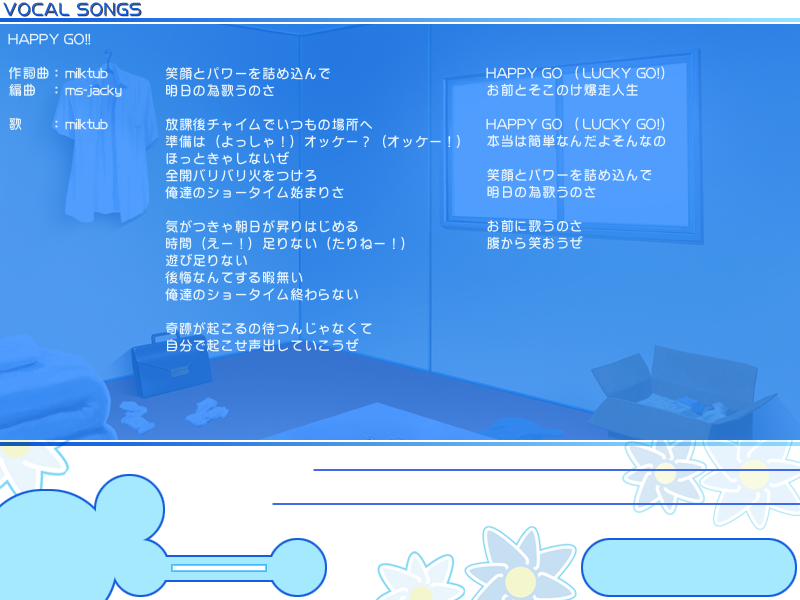 VOCAL SONGS
HAPPY GO!!
作詞曲：milktub
編曲　：ms-jacky
歌　　：milktub
笑顔とパワーを詰め込んで
明日の為歌うのさ
放課後チャイムでいつもの場所へ
準備は（よっしゃ！）オッケー？（オッケー！）
ほっときゃしないぜ
全開バリバリ火をつけろ
俺達のショータイム始まりさ
気がつきゃ朝日が昇りはじめる
時間（えー！）足りない（たりねー！）
遊び足りない
後悔なんてする暇無い
俺達のショータイム終わらない
奇跡が起こるの待つんじゃなくて
自分で起こせ声出していこうぜ
HAPPY GO （LUCKY GO!）
お前とそこのけ爆走人生
HAPPY GO （LUCKY GO!）
本当は簡単なんだよそんなの
笑顔とパワーを詰め込んで
明日の為歌うのさ
お前に歌うのさ
腹から笑おうぜ